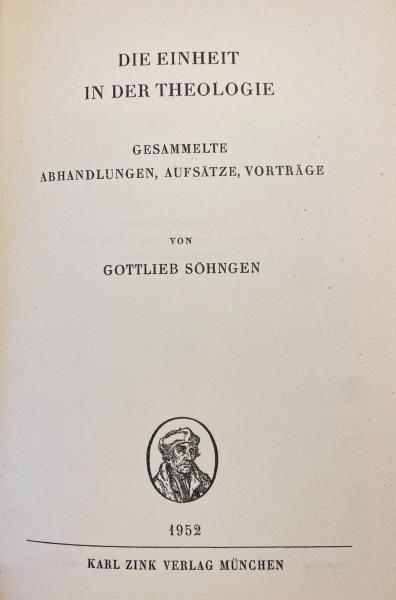 DIE EINHEIT
IN DER THEOLOGIE
GESAMMELTE
ABHANDLUNGEN, AUFSÄTZE, VORTRÄGE
VON
GOTTLIEB SÖHNGEN
1952
KARL ZINK VERLAG MÜNCHEN